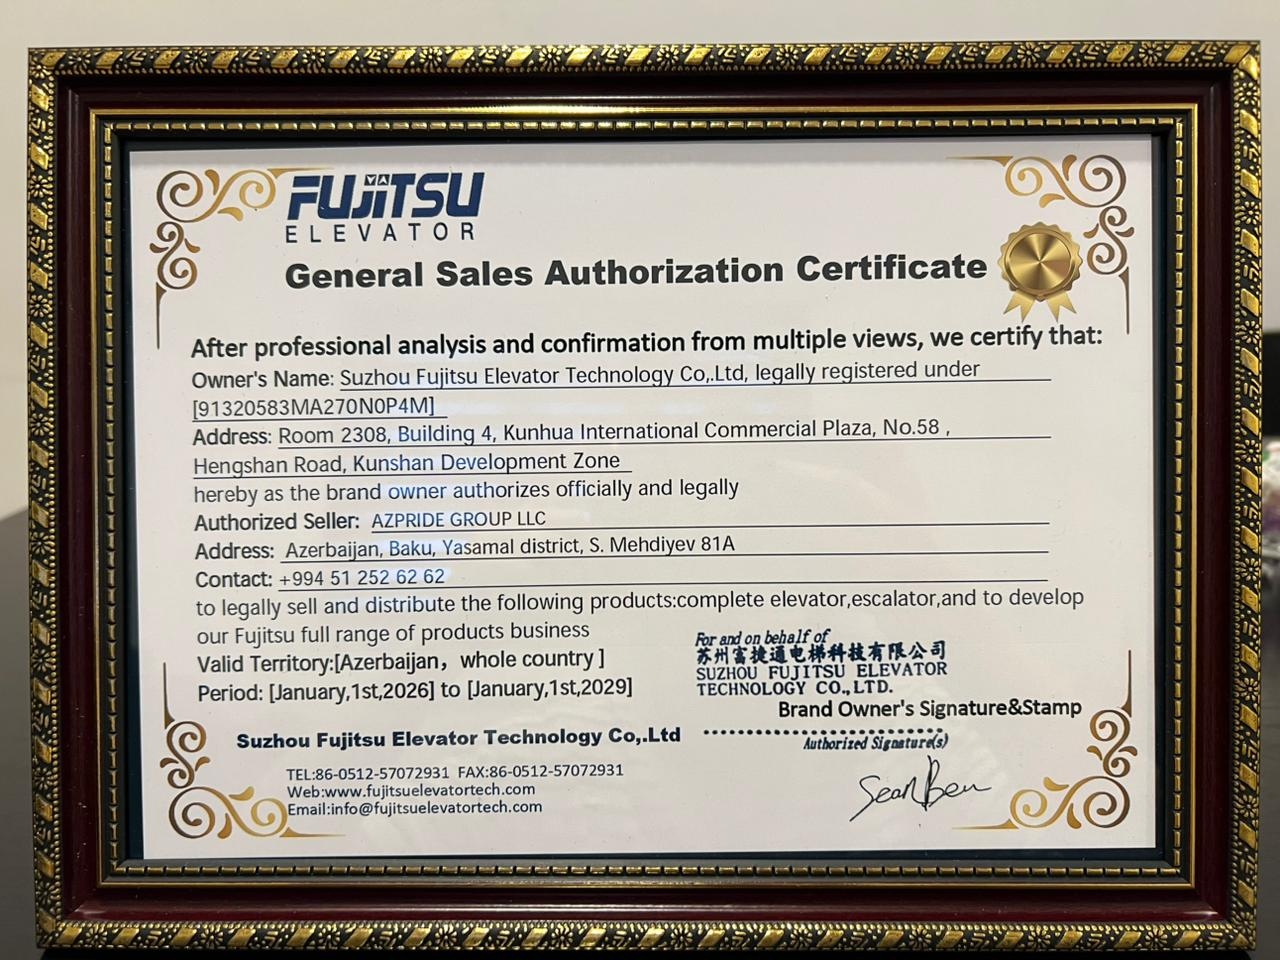 FUJiTSU
ELEVATOR
General Sales Authorization Certificate
After professional analysis and confirmation from multiple views, we certify that:
Owner's Name: Suzhou Fujitsu Elevator Technology Co,.Ltd, legally registered under
[91320583MA270N0P4M]
Address: Room 2308, Building 4, Kunhua International Commercial Plaza, No.58 ,
Hengshan Road, Kunshan Development Zone
hereby as the brand owner authorizes officially and legally
Authorized Seller: AZPRIDE GROUP LLC
Address: Azerbaijan, Baku, Yasamal district, S. Mehdiyev 81A
Contact: +994 51 252 62 62
to legally sell and distribute the following products:complete elevator,escalator,and to develop
our Fujitsu full range of products business
Valid Territory:[Azerbaijan，whole country ]
Period: [January,1st,2026] to [January,1st,2029]
For and on behalf of
苏州富捷通电梯科技有限公司
SUZHOU FUJITSU ELEVATOR
TECHNOLOGY CO.,LTD.
Brand Owner's Signature&Stamp
Authorized Signature(s)
Sean Ben
Suzhou Fujitsu Elevator Technology Co,.Ltd
TEL:86-0512-57072931 FAX:86-0512-57072931
Web:www.fujitsuelevatortech.com
Email:info@fujitsuelevatortech.com